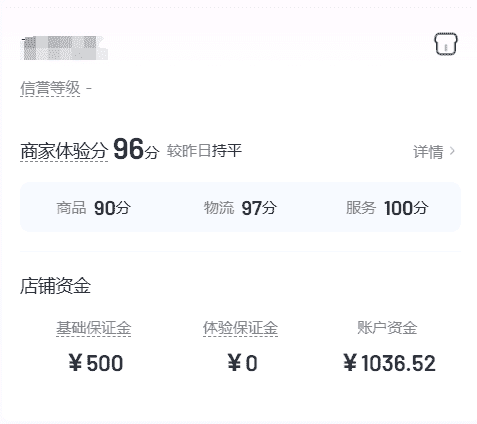 信誉等级 -
商家体验分 96分 较昨日持平 详情 >
商品 90分 物流 97分 服务 100分
店铺资金
基础保证金 体验保证金 账户资金
¥500 ¥0 ¥1036.52